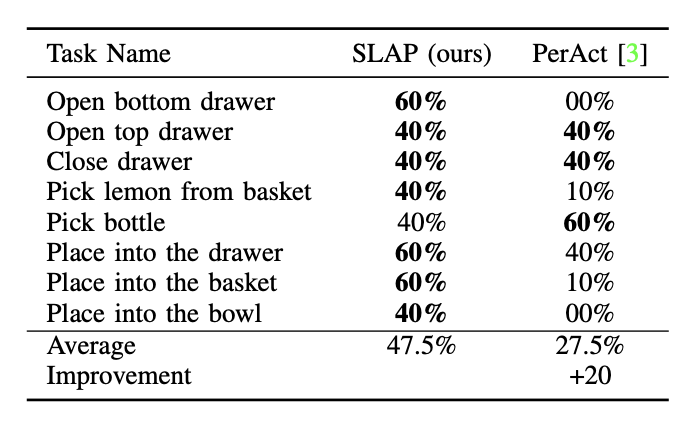 Task Name SLAP (ours) PerAct [3]
Open bottom drawer 60% 00%
Open top drawer 40% 40%
Close drawer 40% 40%
Pick lemon from basket 40% 10%
Pick bottle 40% 60%
Place into the drawer 60% 40%
Place into the basket 60% 10%
Place into the bowl 40% 00%
Average 47.5% 27.5%
Improvement +20